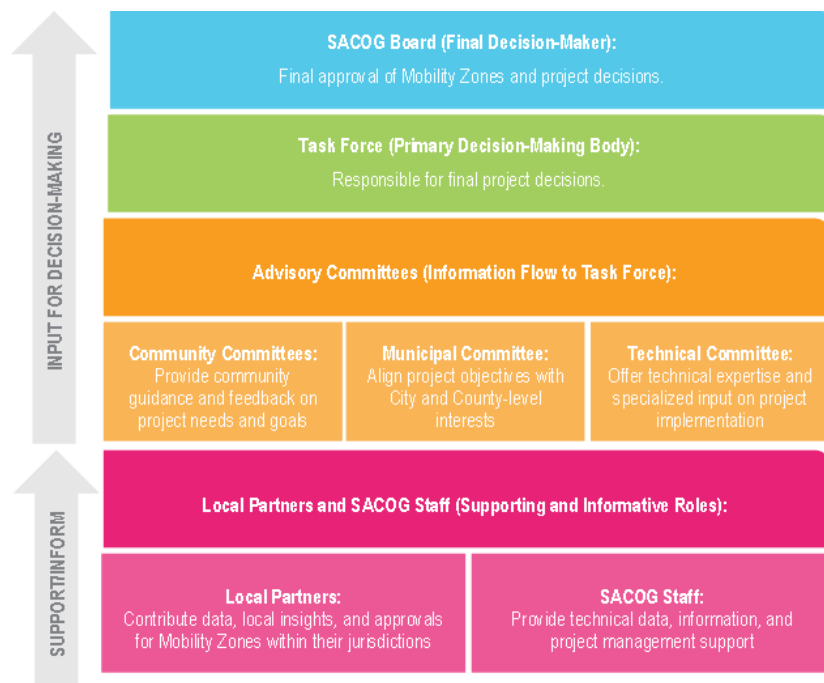 SACOG Board (Final Decision-Maker):
Final approval of Mobility Zones and project decisions.
Task Force (Primary Decision-Making Body):
Responsible for final project decisions.
Advisory Committees (Information Flow to Task Force):
Community Committees:
Provide community
guidance and feedback on
project needs and goals
Municipal Committee:
Align project objectives with
City and County-level
interests
Technical Committee:
Offer technical expertise and
specialized input on project
implementation
INPUT FOR DECISION-MAKING
Local Partners and SACOG Staff (Supporting and Informative Roles):
Local Partners:
Contribute data, local insights, and approvals
for Mobility Zones within their jurisdictions
SACOG Staff:
Provide technical data, information, and
project management support
SUPPORT/INFORM